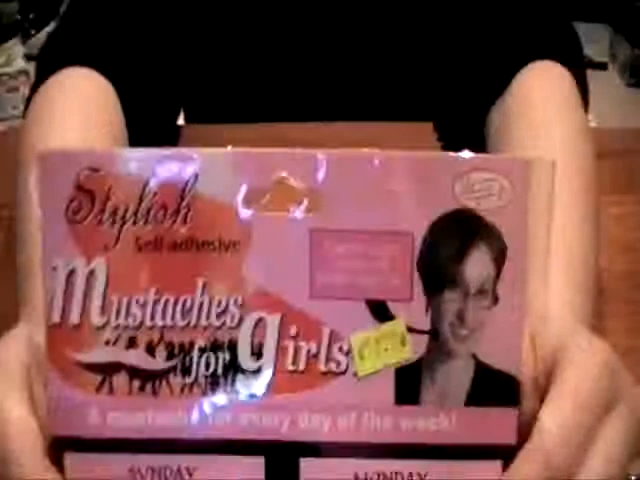 Stylish
Self-adhesive
Mustaches
for girls
A mustache for every day of the week!
SUNDAY
MONDAY